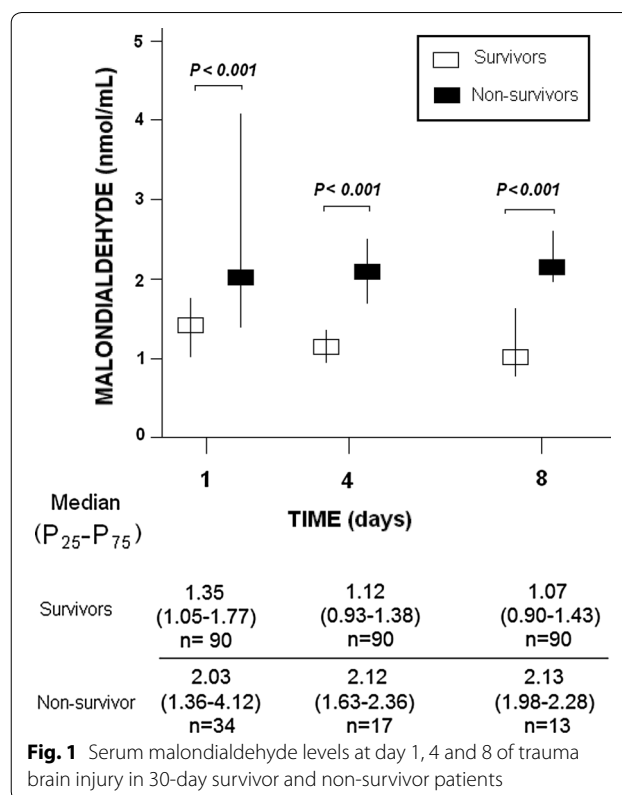 5
4
3
2
1
0
MALONDIALDEHYDE (nmol/mL)
Survivors
Non-survivors
P< 0.001
P< 0.001
P<0.001
1 4 8
TIME (days)
Median
(P25-P75)
Survivors
1.35 1.12 1.07
(1.05-1.77) (0.93-1.38) (0.90-1.43)
n= 90 n=90 n=90
Non-survivor
2.03 2.12 2.13
(1.36-4.12) (1.63-2.36) (1.98-2.28)
n=34 n=17 n=13
Fig. 1 Serum malondialdehyde levels at day 1, 4 and 8 of trauma
brain injury in 30-day survivor and non-survivor patients